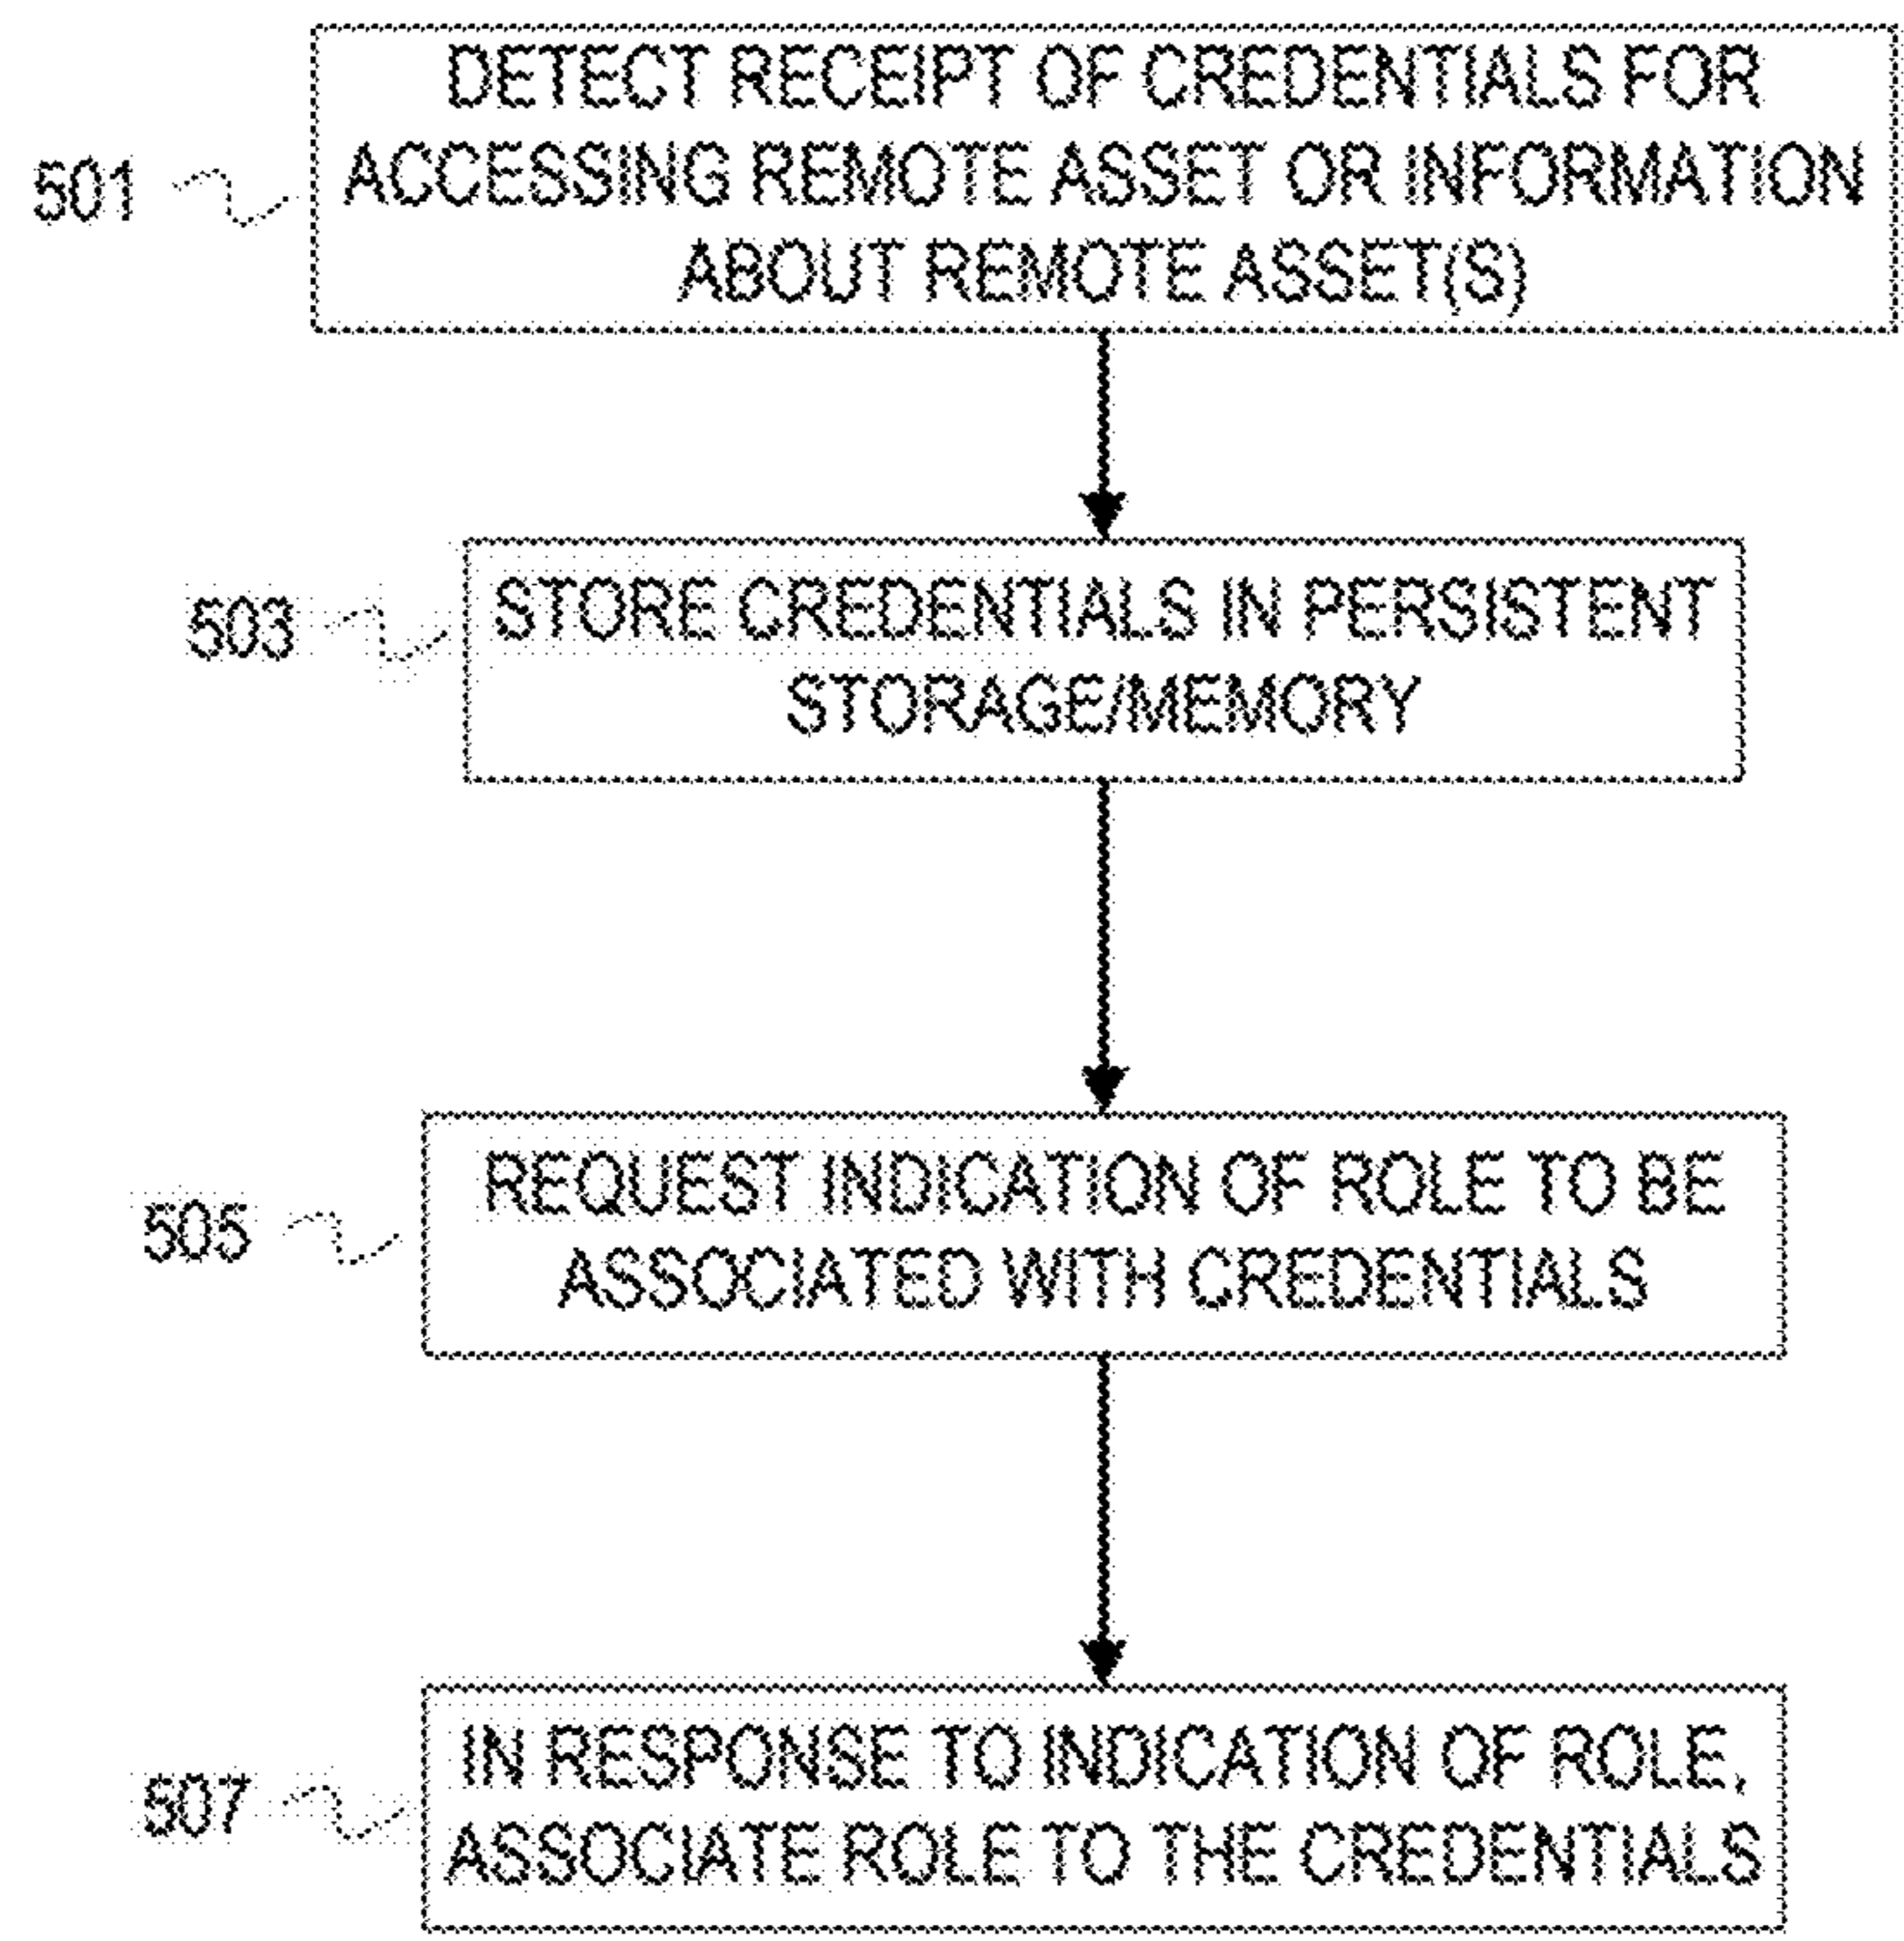 DETECT RECEIPT OF CREDENTIALS FOR
501 ACCESSING REMOTE ASSET OR INFORMATION
ABOUT REMOTE ASSET(S)
503 STORE CREDENTIALS IN PERSISTENT
STORAGE/MEMORY
REQUEST INDICATION OF ROLE TO BE
505 ASSOCIATED WITH CREDENTIALS
IN RESPONSE TO INDICATION OF ROLE,
507 ASSOCIATE ROLE TO THE CREDENTIALS